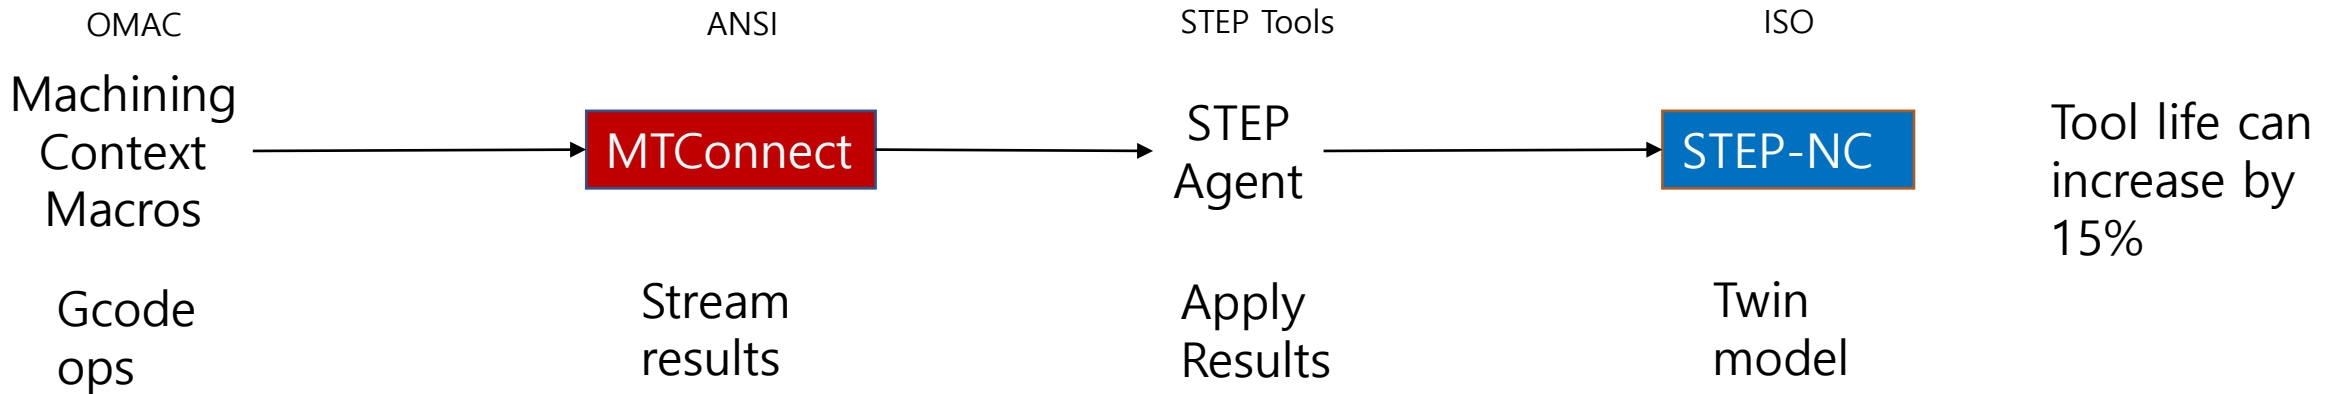 OMAC
ANSI
STEP Tools
ISO
Machining
Context
Macros
MTConnect
STEP
Agent
STEP-NC
Tool life can
increase by
15%
Gcode
ops
Stream
results
Apply
Results
Twin
model